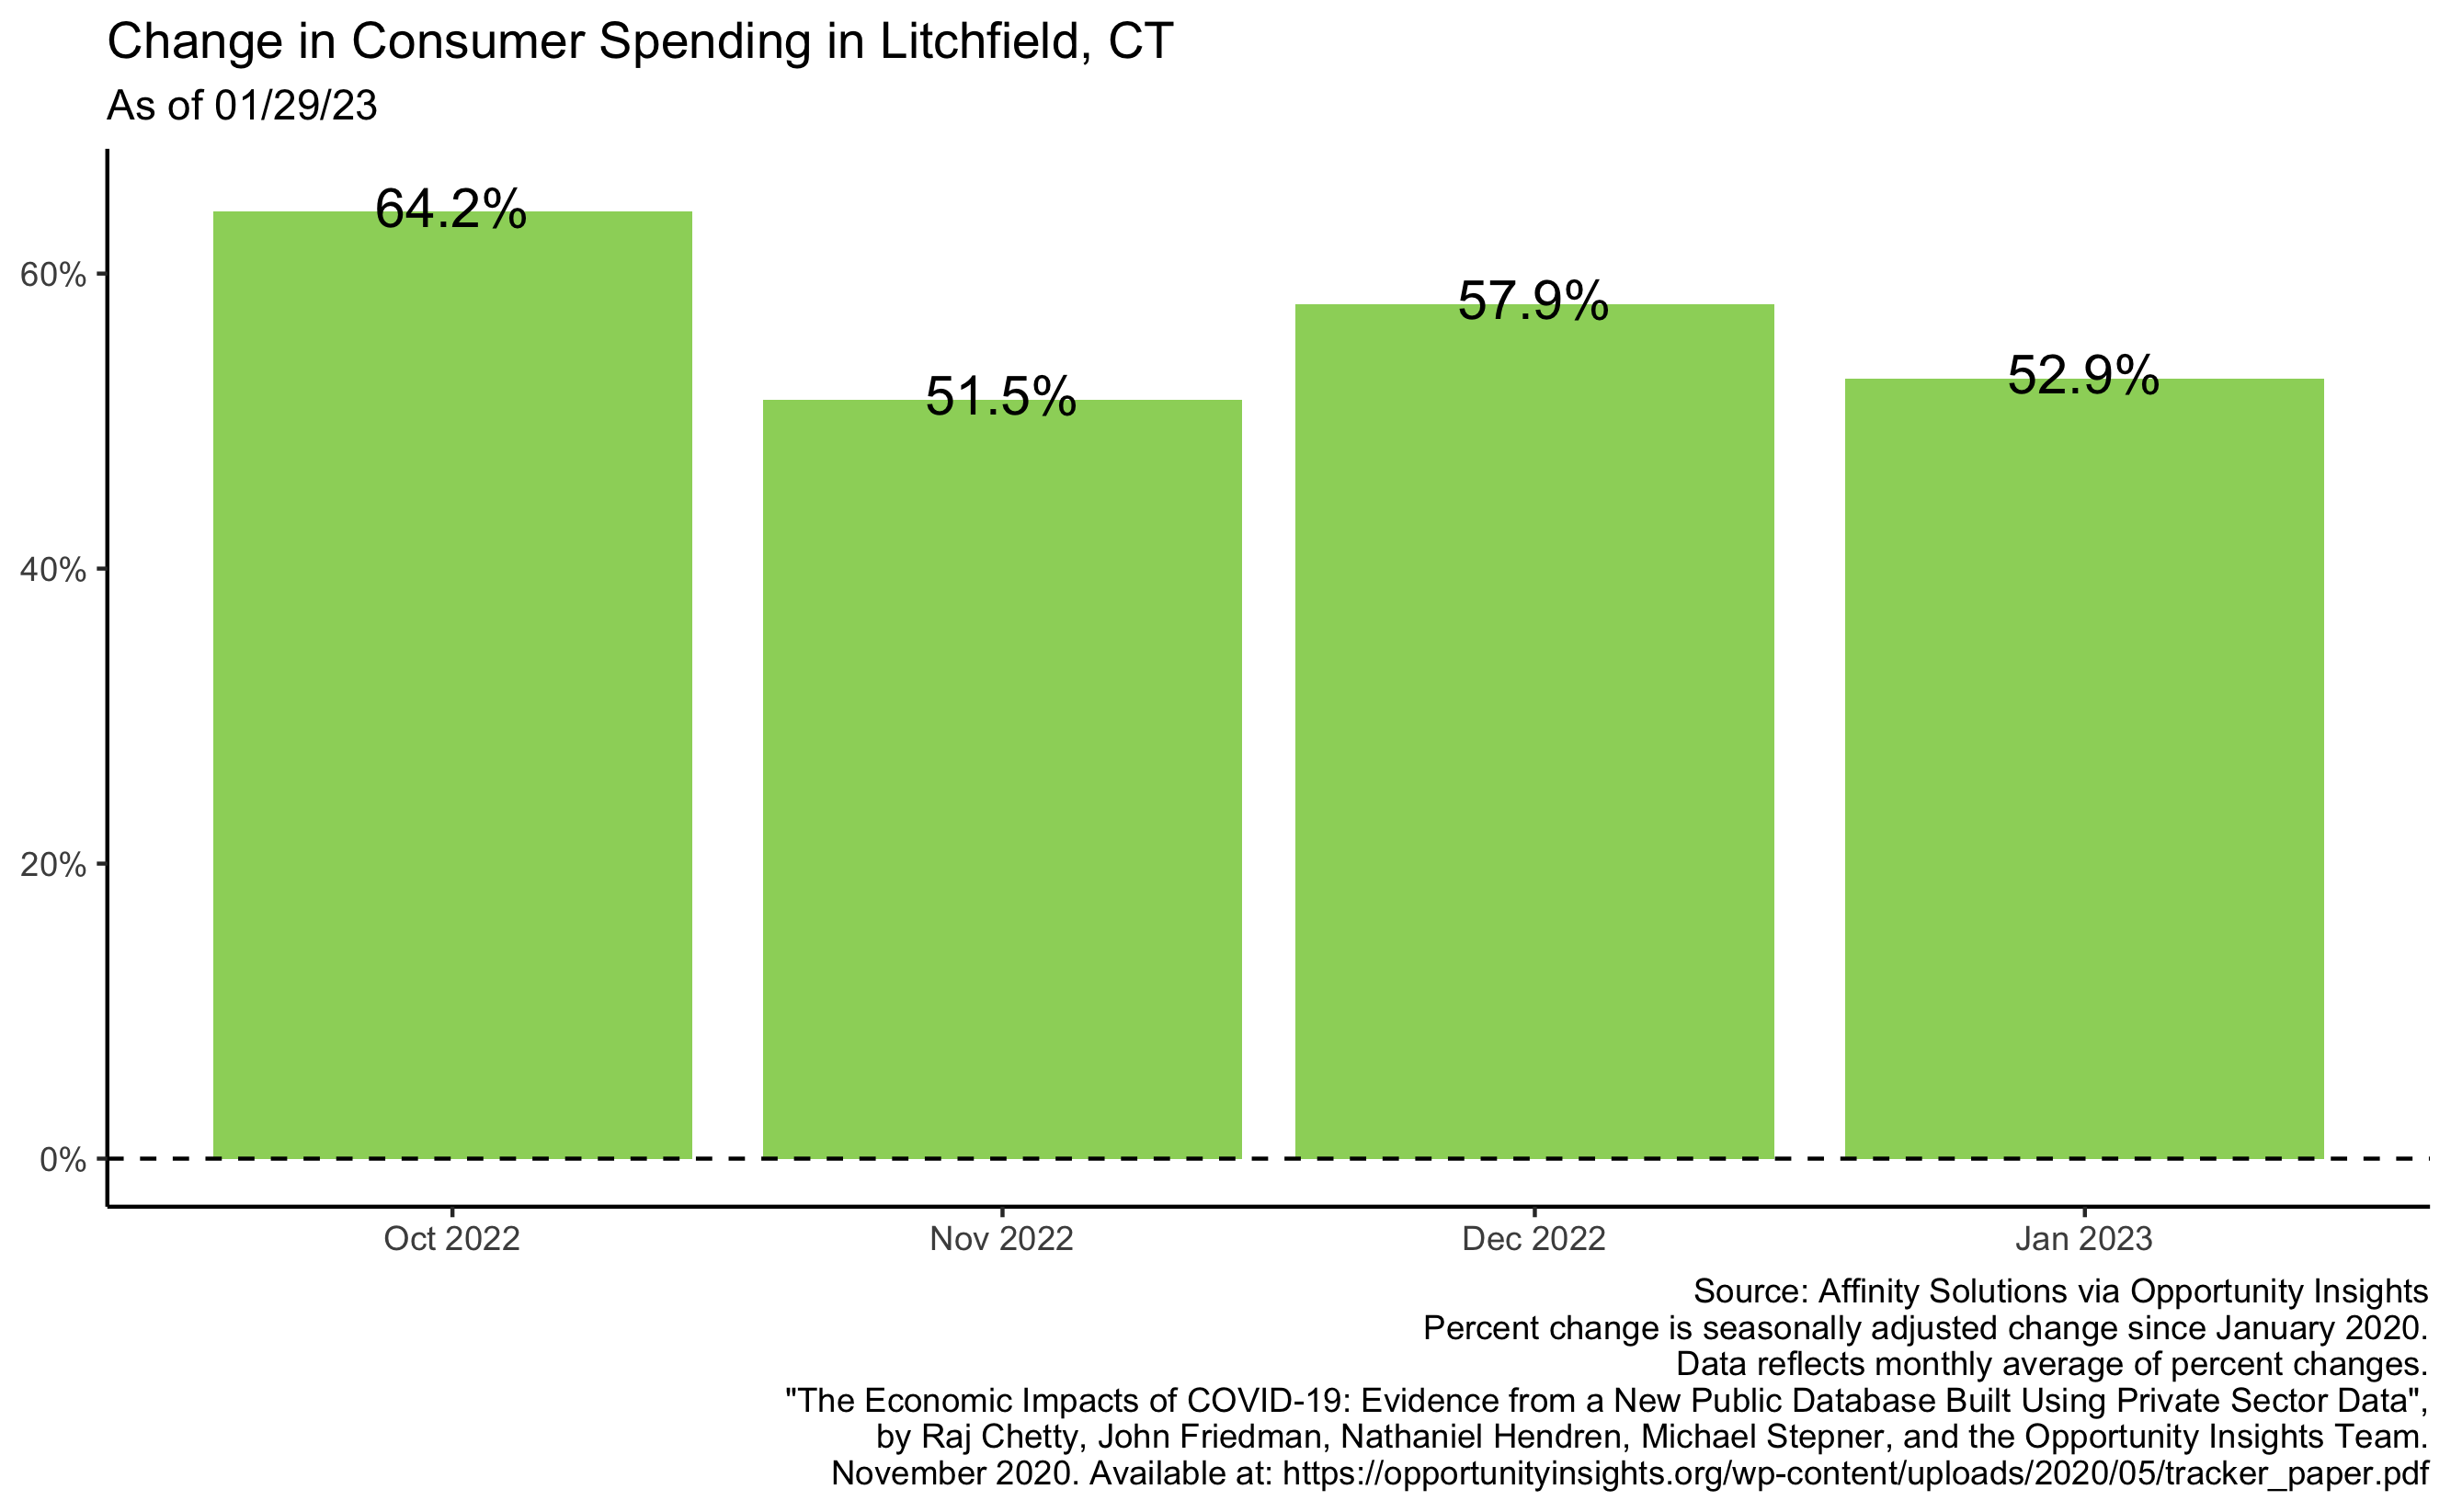 Change in Consumer Spending in Litchfield, CT
As of 01/29/23
64.2%
51.5%
57.9%
52.9%
60%
40%
20%
0%
Oct 2022
Nov 2022
Dec 2022
Jan 2023
Source: Affinity Solutions via Opportunity Insights
Percent change is seasonally adjusted change since January 2020.
Data reflects monthly average of percent changes.
"The Economic Impacts of COVID-19: Evidence from a New Public Database Built Using Private Sector Data",
by Raj Chetty, John Friedman, Nathaniel Hendren, Michael Stepner, and the Opportunity Insights Team.
November 2020. Available at: https://opportunityinsights.org/wp-content/uploads/2020/05/tracker_paper.pdf